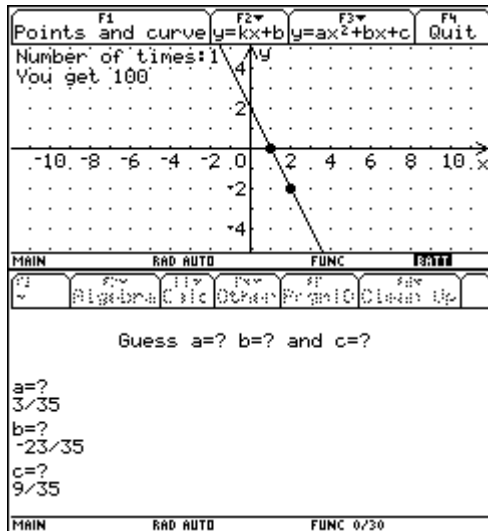 F1 F2▾ F3▾ F4
Points and curve y=kx+b y=ax²+bx+c Quit
Number of times:1 y
You get 100
4
2
-10 -8 -6 -4 -2 0 2 4 6 8 10 x
-2
-4
MAIN RAD AUTO FUNC BATT
Algebra Calc Other PrgmIO Clean Up
Guess a=? b=? and c=?
a=?
3/35
b=?
-23/35
c=?
9/35
MAIN RAD AUTO FUNC 0/30